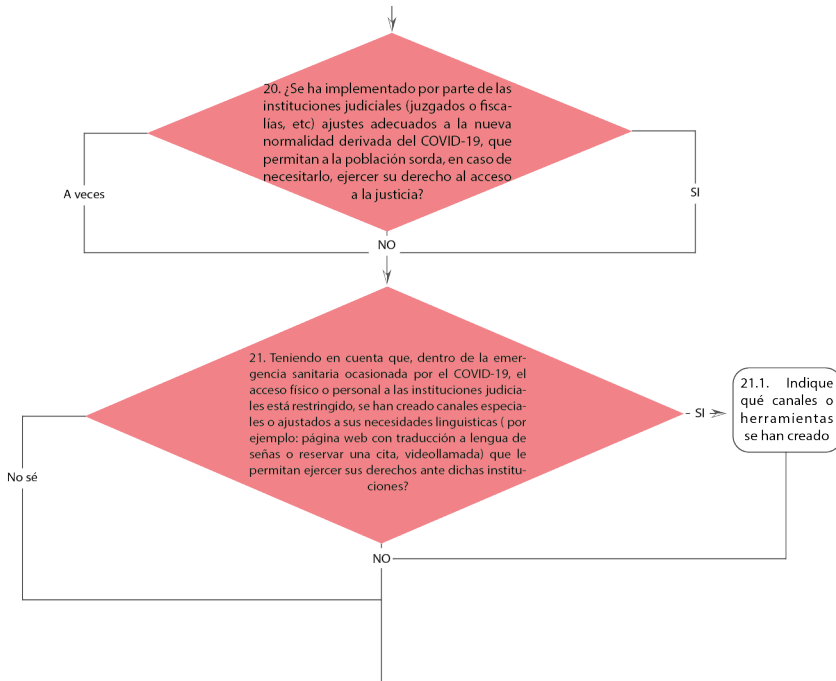 20. ¿Se ha implementado por parte de las
instituciones judiciales (juzgados o fisca-
lías, etc) ajustes adecuados a la nueva
normalidad derivada del COVID-19, que
permitan a la población sorda, en caso de
necesitarlo, ejercer su derecho al acceso
a la justicia?
A veces
SI
NO
21. Teniendo en cuenta que, dentro de la emer-
gencia sanitaria ocasionada por el COVID-19, el
acceso físico o personal a las instituciones judicia-
les está restringido, se han creado canales especia-
les o ajustados a sus necesidades linguisticas ( por
ejemplo: página web con traducción a lengua de
señas o reservar una cita, videollamada) que le
permitan ejercer sus derechos ante dichas institu-
ciones?
SI
21.1. Indique
qué canales o
herramientas
se han creado
No sé
NO